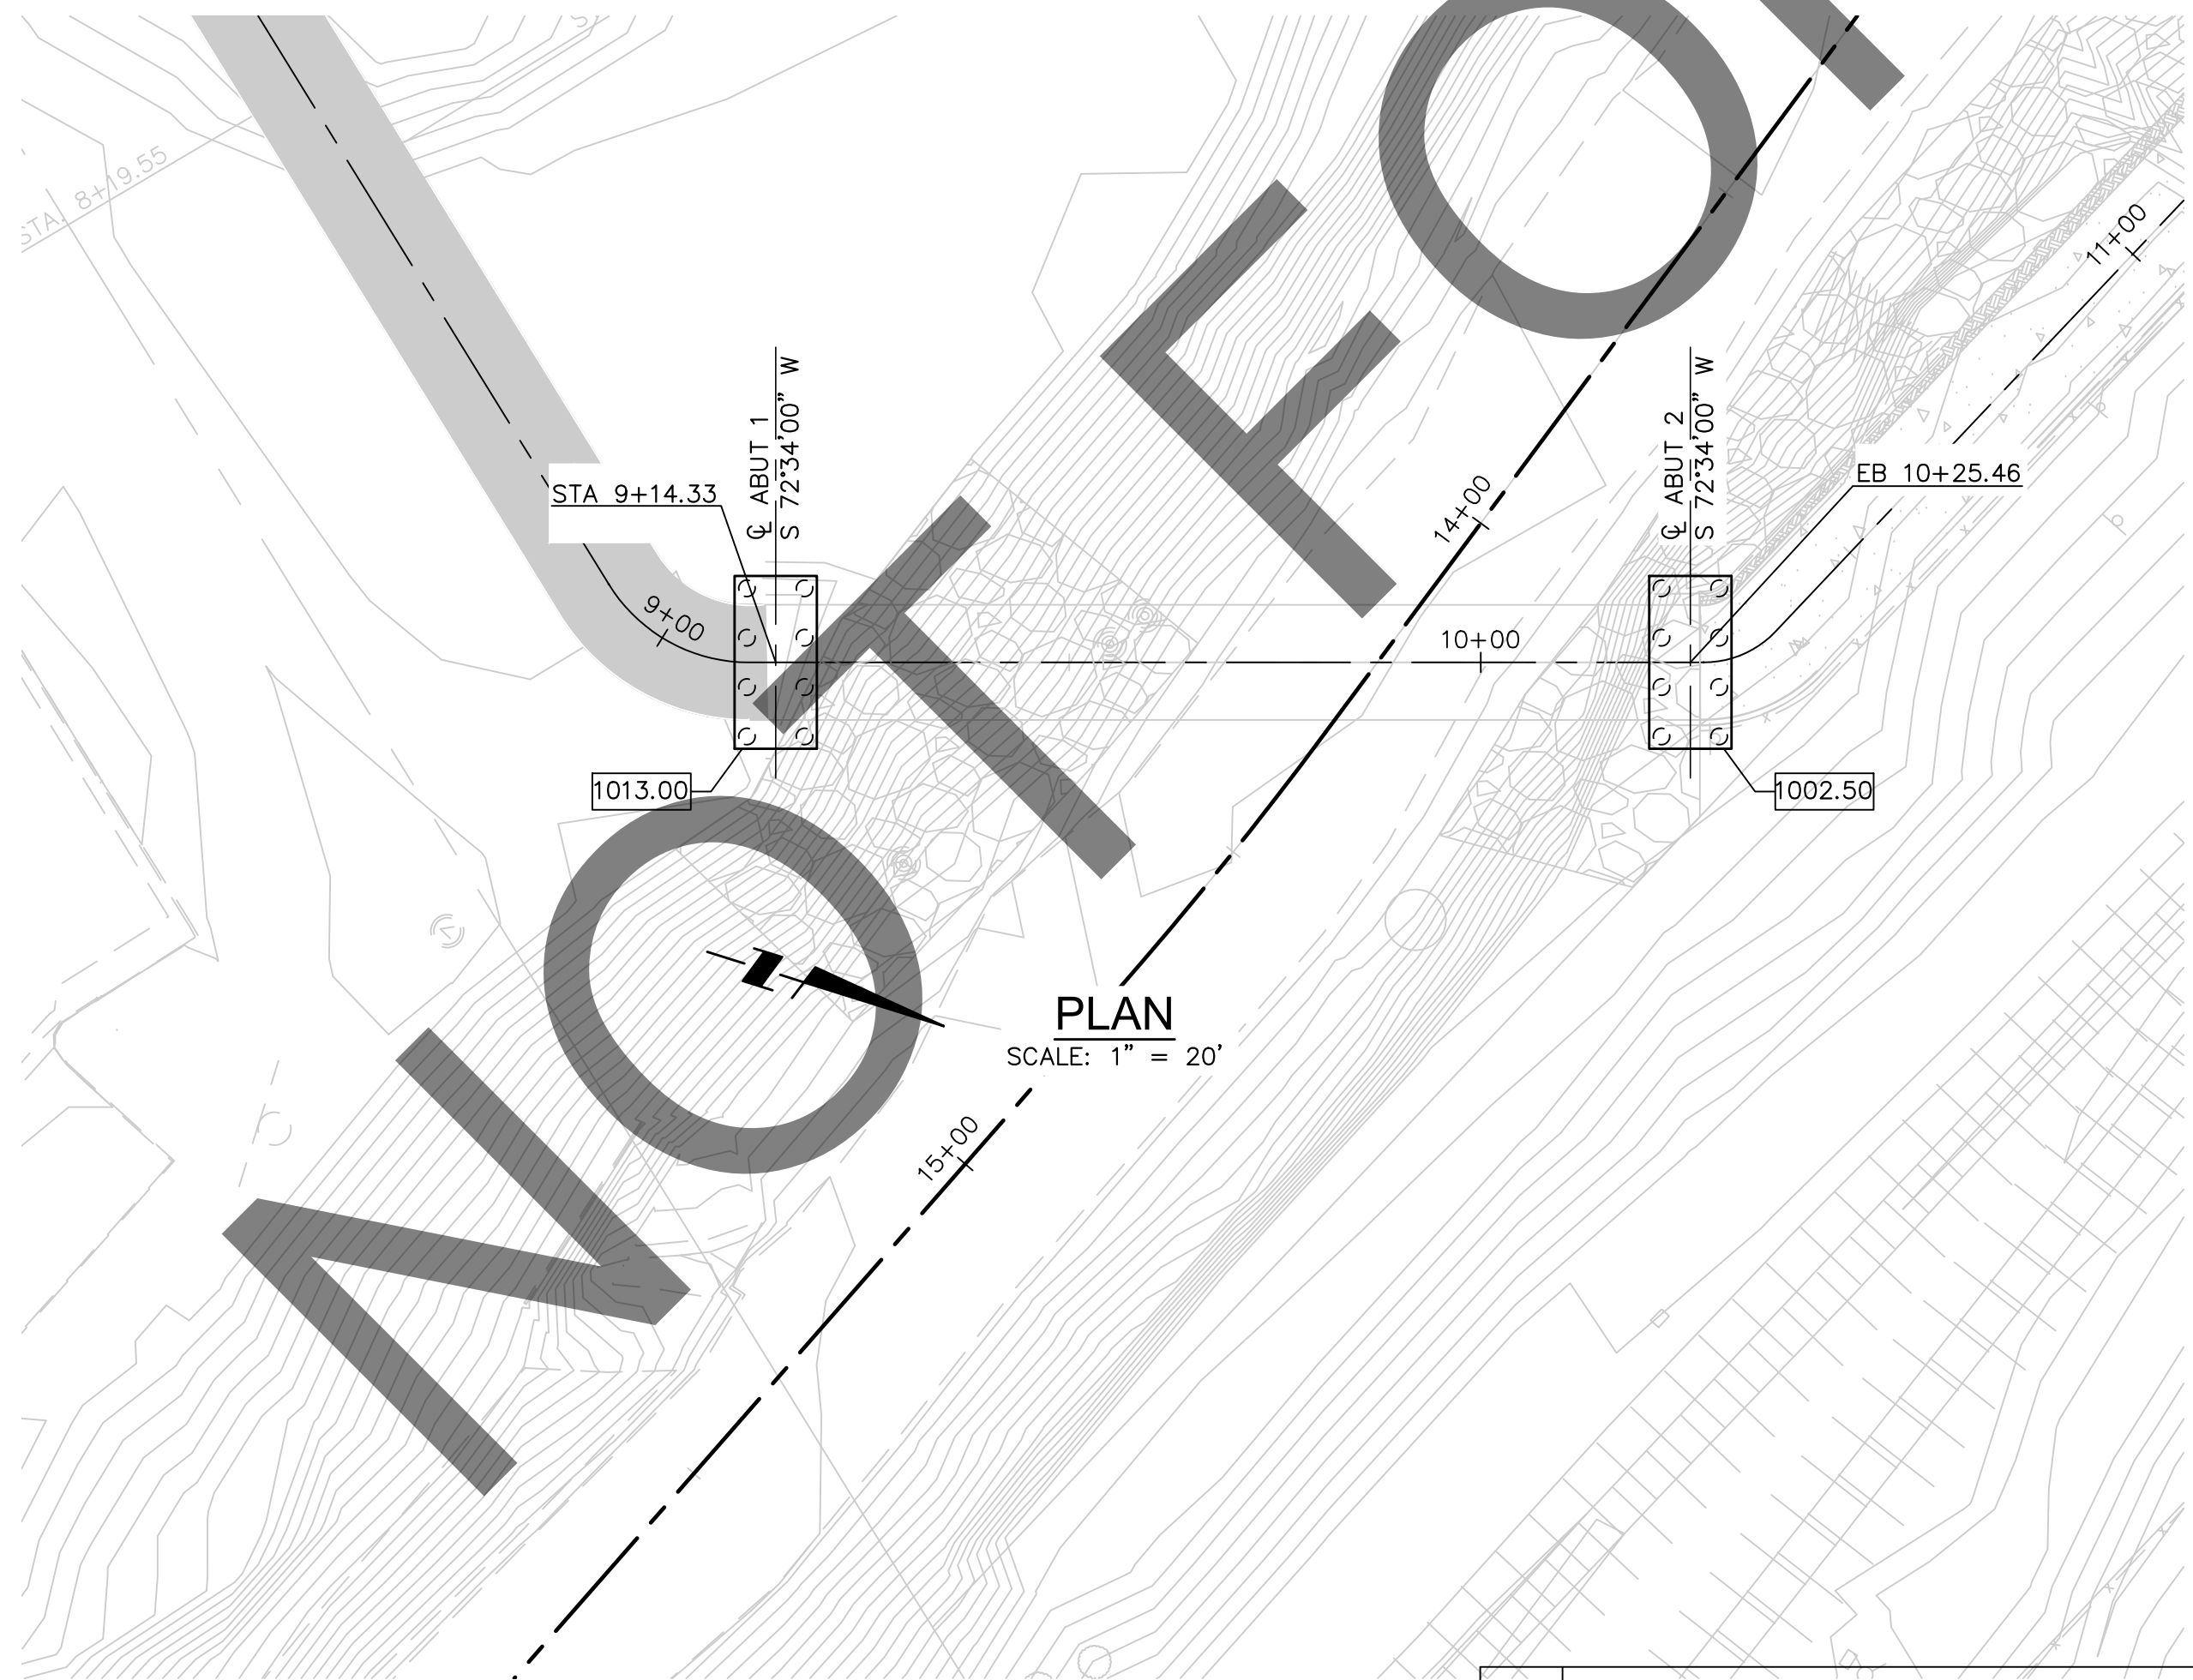 STA. 8+19.55
11+00
℄ ABUT 1
S 72°34'00" W
℄ ABUT 2
S 72°34'00" W
STA 9+14.33
EB 10+25.46
14+00
9+00
10+00
1013.00
1002.50
NOT FO
PLAN
SCALE: 1" = 20'
15+00